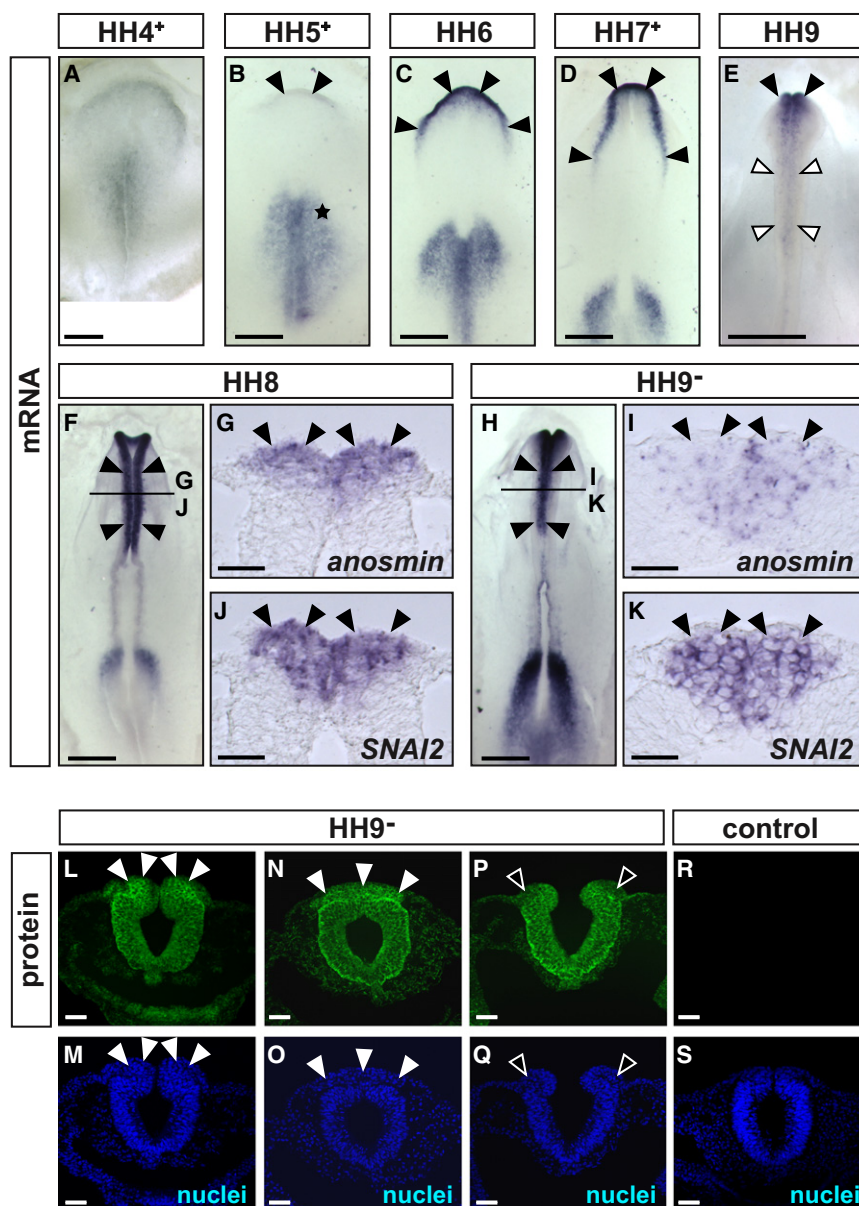 HH4⁺ HH5⁺ HH6 HH7⁺ HH9
mRNA
A B C D E
HH8 HH9⁻
F G H I
G I
J K
anosmin anosmin
J K
SNAI2 SNAI2
HH9⁻ control
protein
L N P R
M O Q S
nuclei nuclei nuclei nuclei